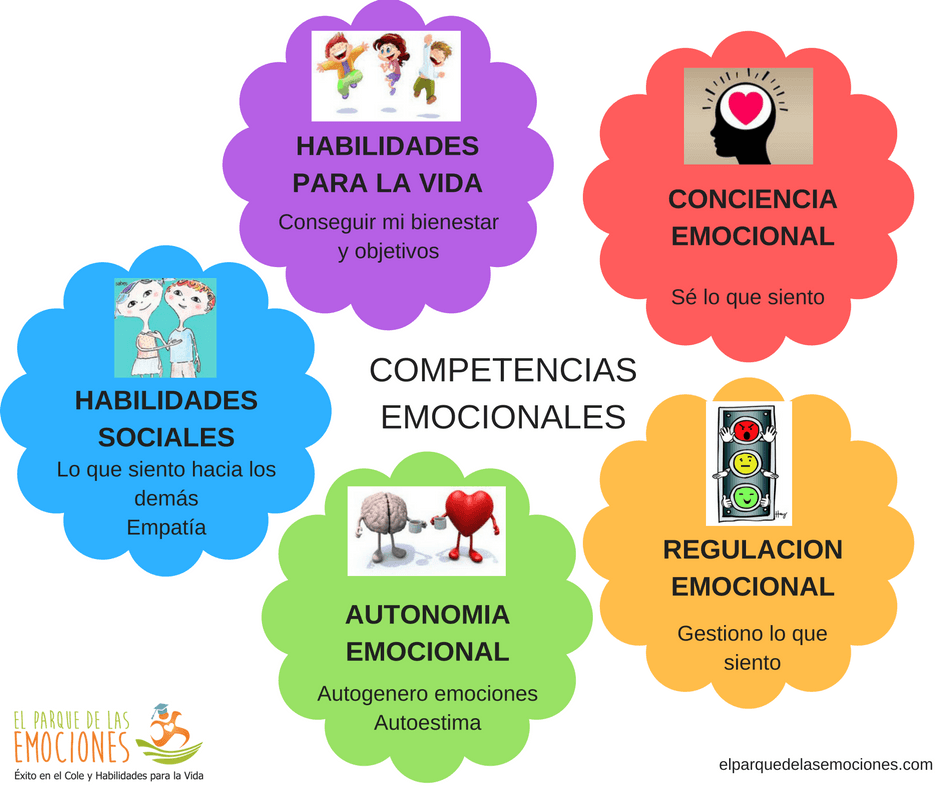 HABILIDADES
PARA LA VIDA
Conseguir mi bienestar
y objetivos
CONCIENCIA
EMOCIONAL
Sé lo que siento
COMPETENCIAS
EMOCIONALES
HABILIDADES
SOCIALES
Lo que siento hacia los
demás
Empatía
REGULACION
EMOCIONAL
Gestiono lo que
siento
AUTONOMIA
EMOCIONAL
Autogenero emociones
Autoestima
EL PARQUE DE LAS
EMOCIONES
Éxito en el Cole y Habilidades para la Vida
elparquedelasemociones.com